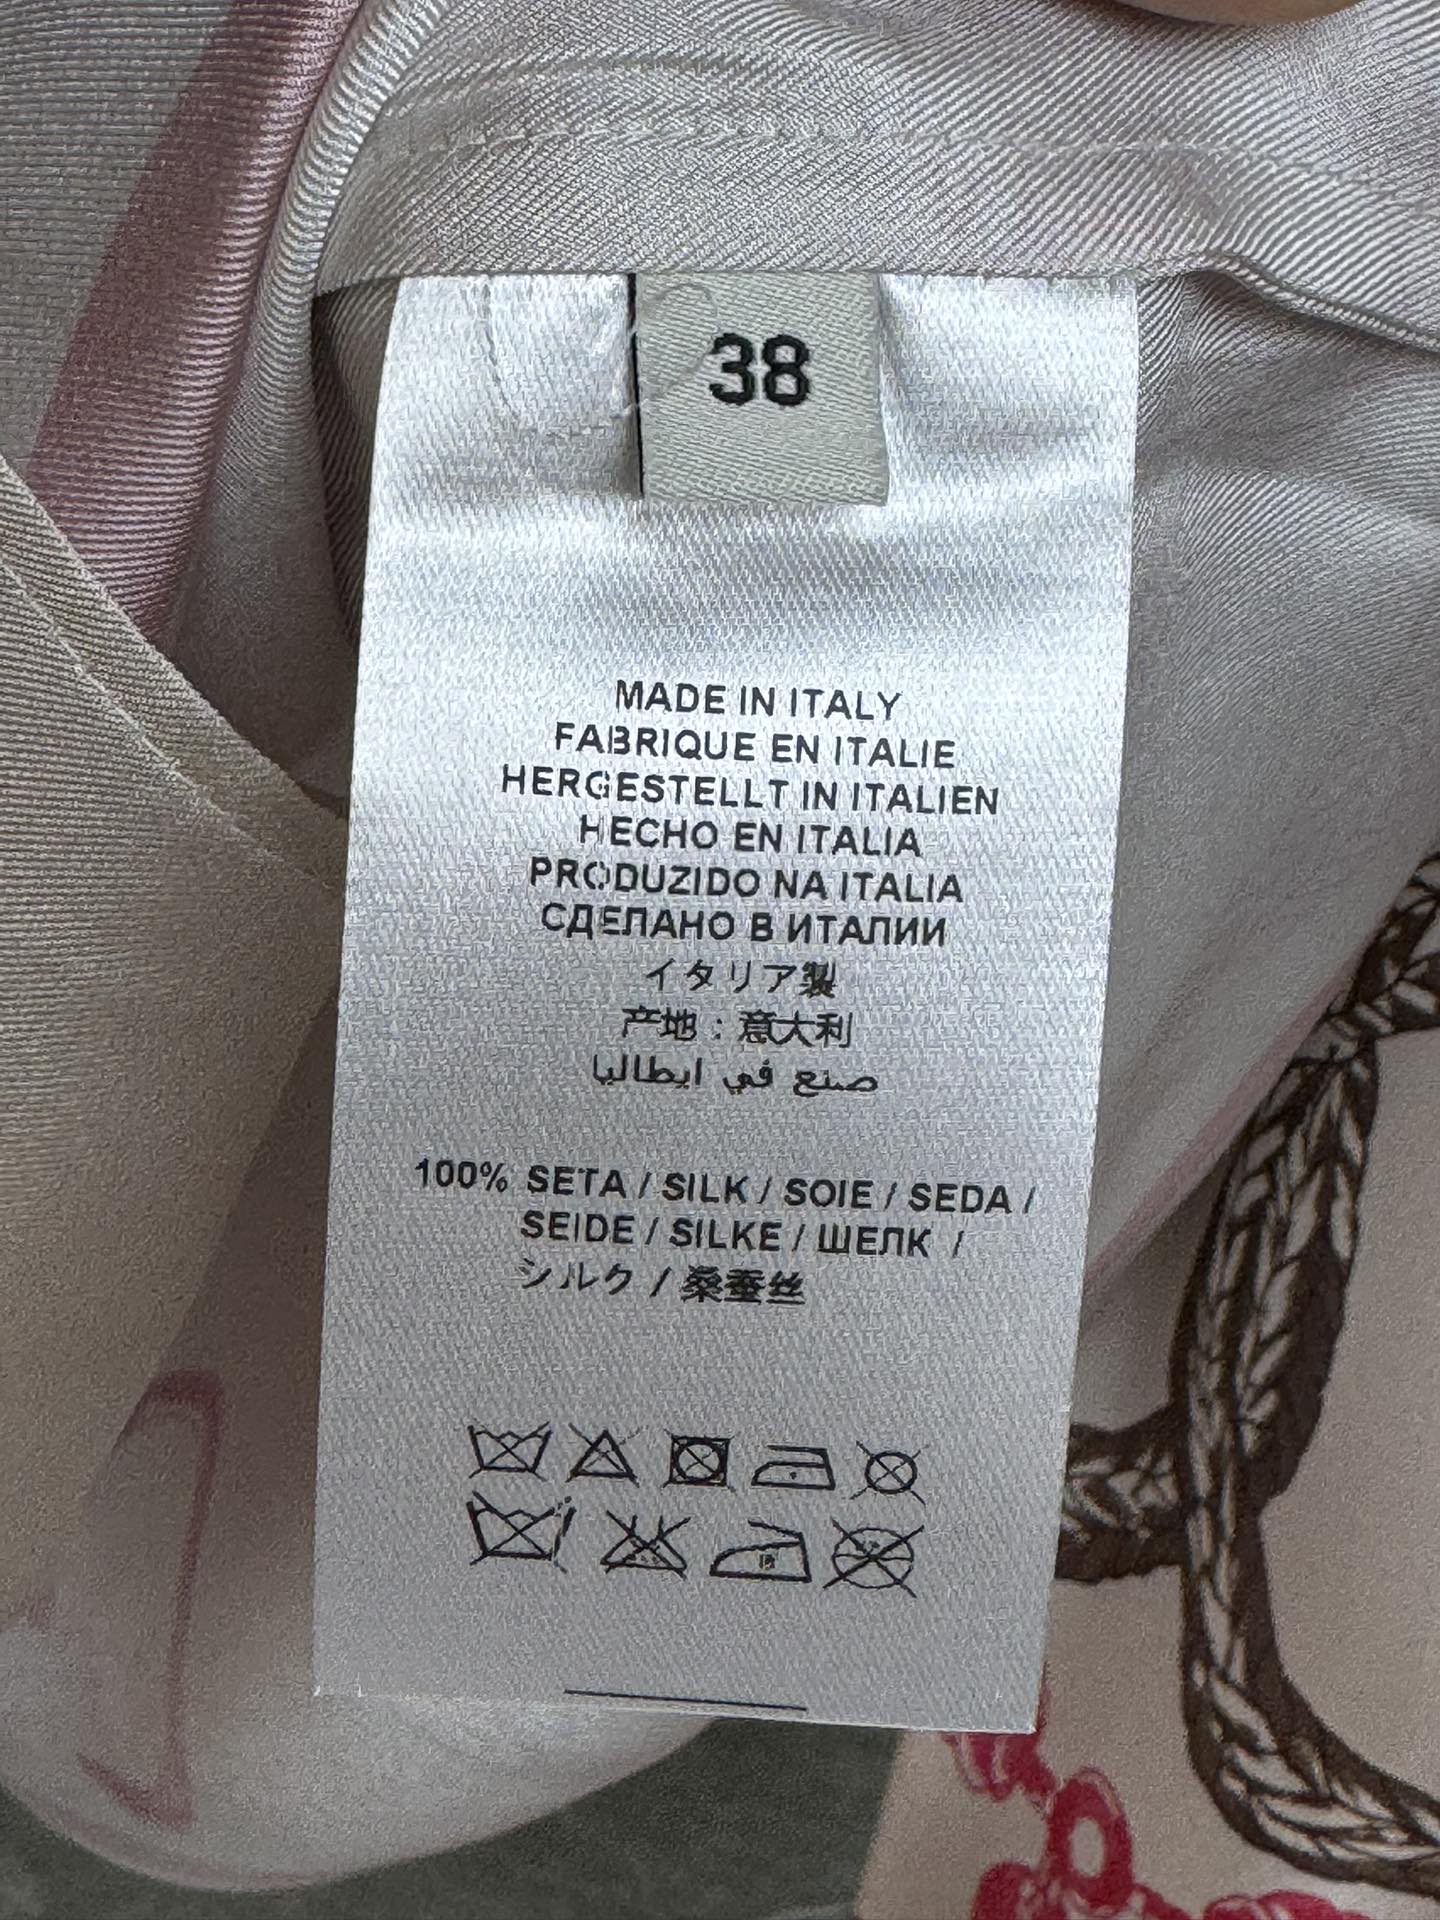 38
MADE IN ITALY
FABRIQUE EN ITALIE
HERGESTELLT IN ITALIEN
HECHO EN ITALIA
PRODUZIDO NA ITALIA
СДЕЛАНО В ИТАЛИИ
イタリア製
产地：意大利
صنع في ايطاليا
100% SETA / SILK / SOIE / SEDA /
SEIDE / SILKE / ШЕЛК /
シルク / 桑蚕丝